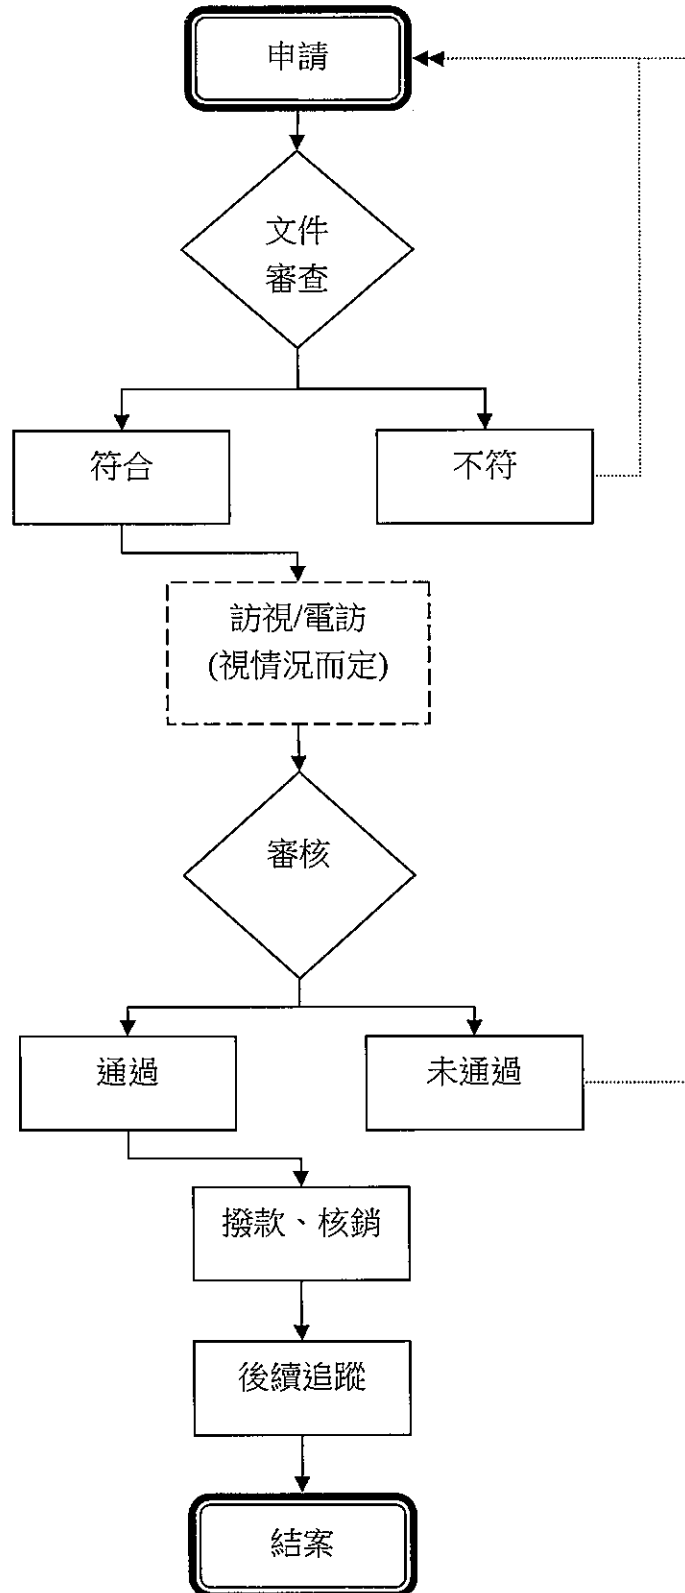 申請
文件
審查
符合
不符
訪視/電訪
(視情況而定)
審核
通過
未通過
撥款、核銷
後續追蹤
結案